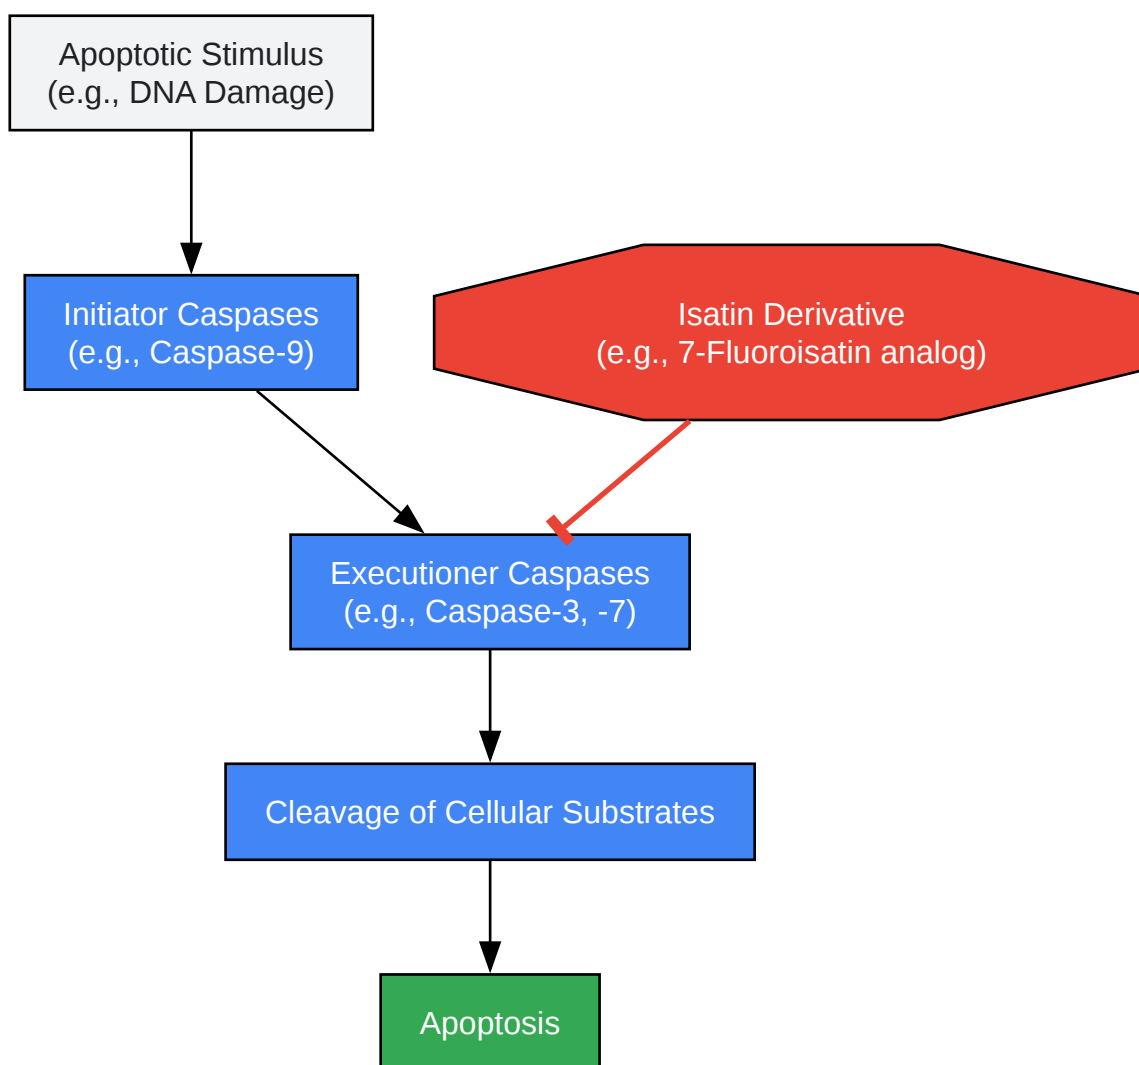 Apoptotic Stimulus
(e.g., DNA Damage)
Initiator Caspases
(e.g., Caspase-9)
Isatin Derivative
(e.g., 7-Fluoroisatin analog)
Executioner Caspases
(e.g., Caspase-3, -7)
Cleavage of Cellular Substrates
Apoptosis